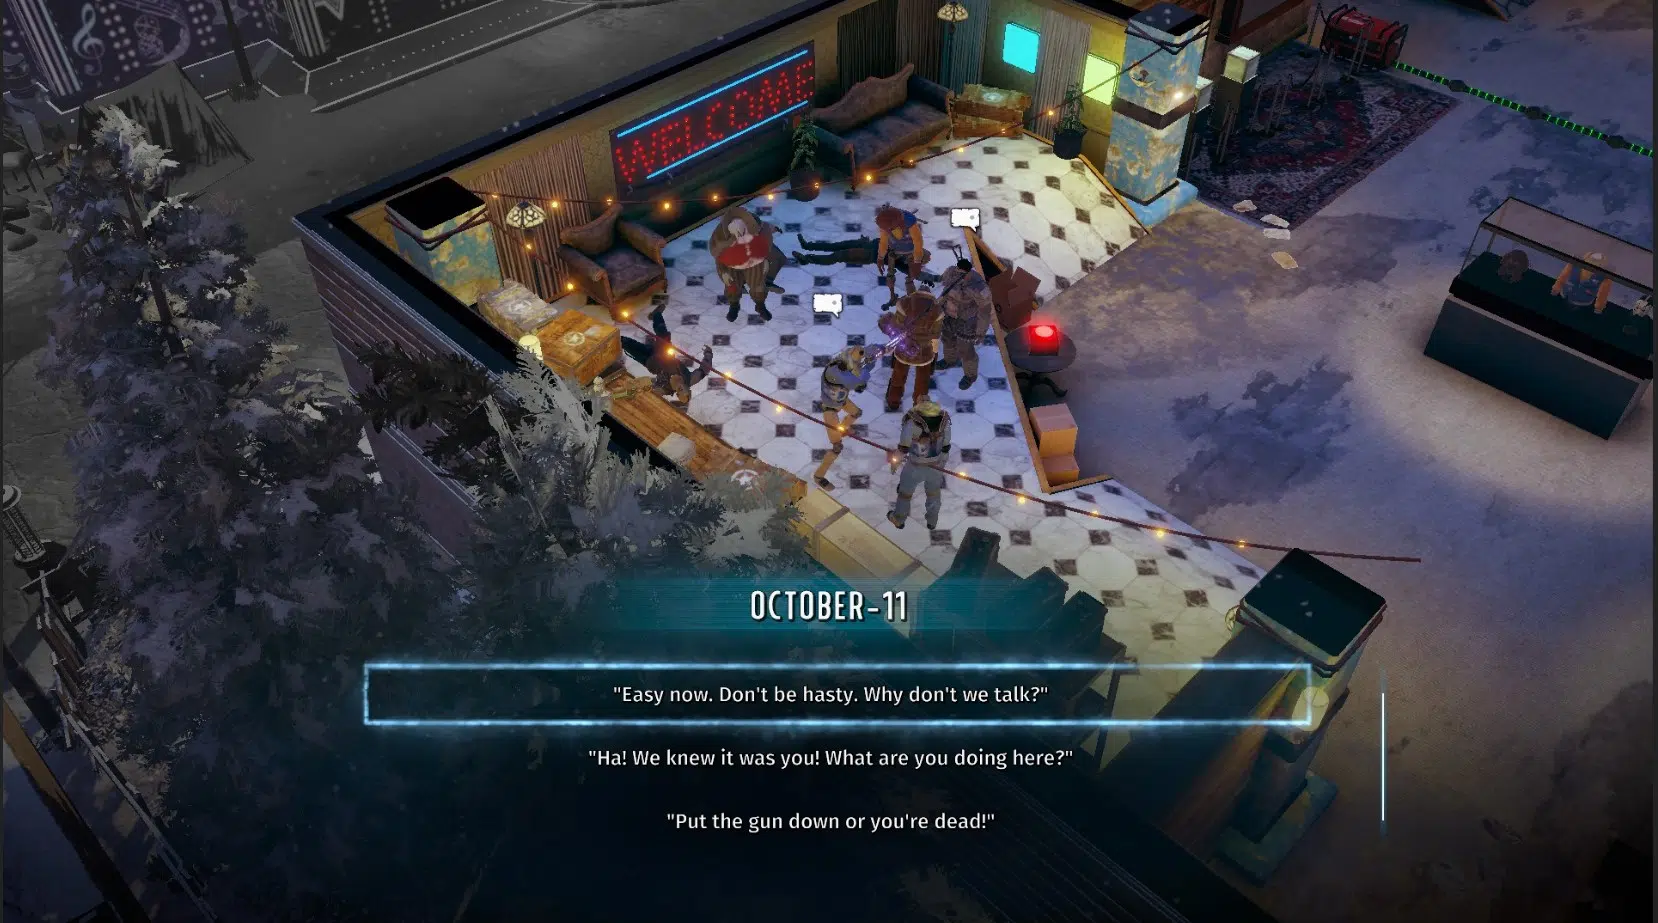 WELCOME
OCTOBER-11
"Easy now. Don't be hasty. Why don't we talk?"
"Ha! We knew it was you! What are you doing here?"
"Put the gun down or you're dead!"